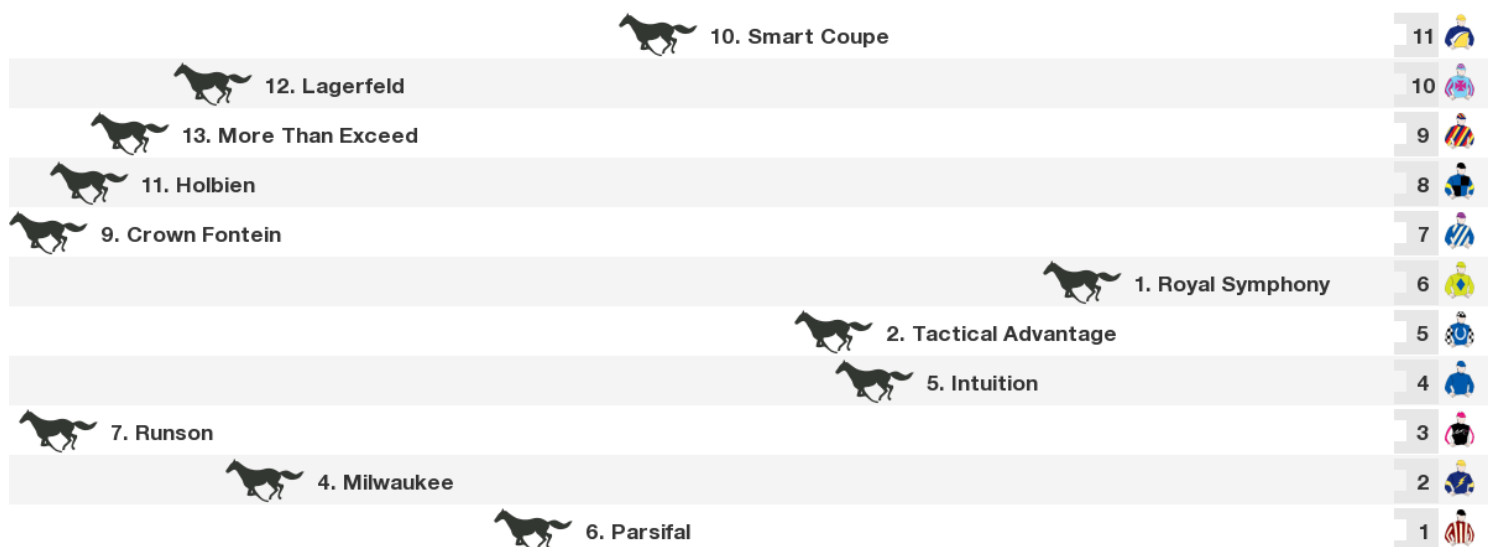 10. Smart Coupe 11
12. Lagerfeld 10
13. More Than Exceed 9
11. Holbien 8
9. Crown Fontein 7
1. Royal Symphony 6
2. Tactical Advantage 5
5. Intuition 4
7. Runson 3
4. Milwaukee 2
6. Parsifal 1